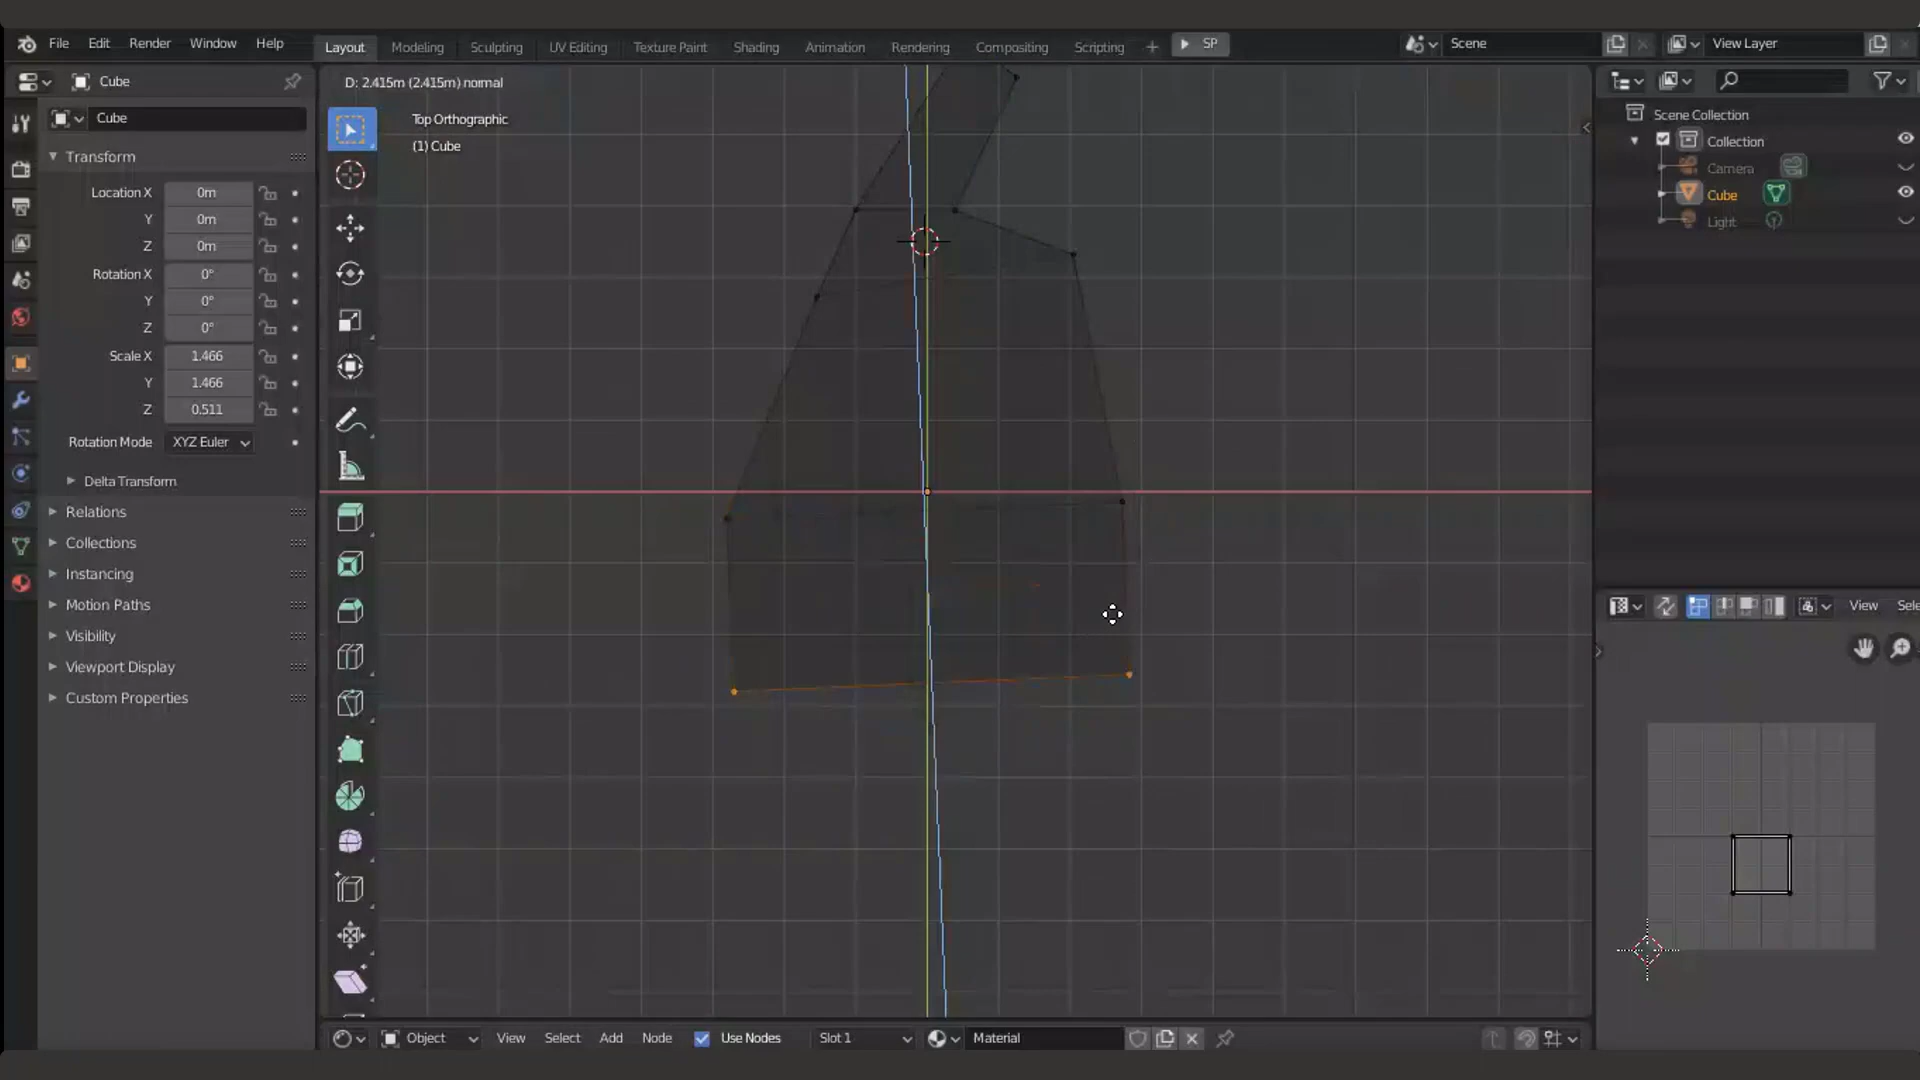 File Edit Render Window Help Layout Modeling Sculpting UV Editing Texture Paint Shading Animation Rendering Compositing Scripting + SP Scene View Layer
Cube
D: 2.415m (2.415m) normal
Cube
Top Orthographic
(1) Cube
Transform
Location X 0m
Y 0m
Z 0m
Rotation X 0°
Y 0°
Z 0°
Scale X 1.466
Y 1.466
Z 0.511
Rotation Mode XYZ Euler
Delta Transform
Relations
Collections
Instancing
Motion Paths
Visibility
Viewport Display
Custom Properties
Scene Collection
Collection
Camera
Cube
Light
View Sele
Object View Select Add Node Use Nodes Slot 1 Material